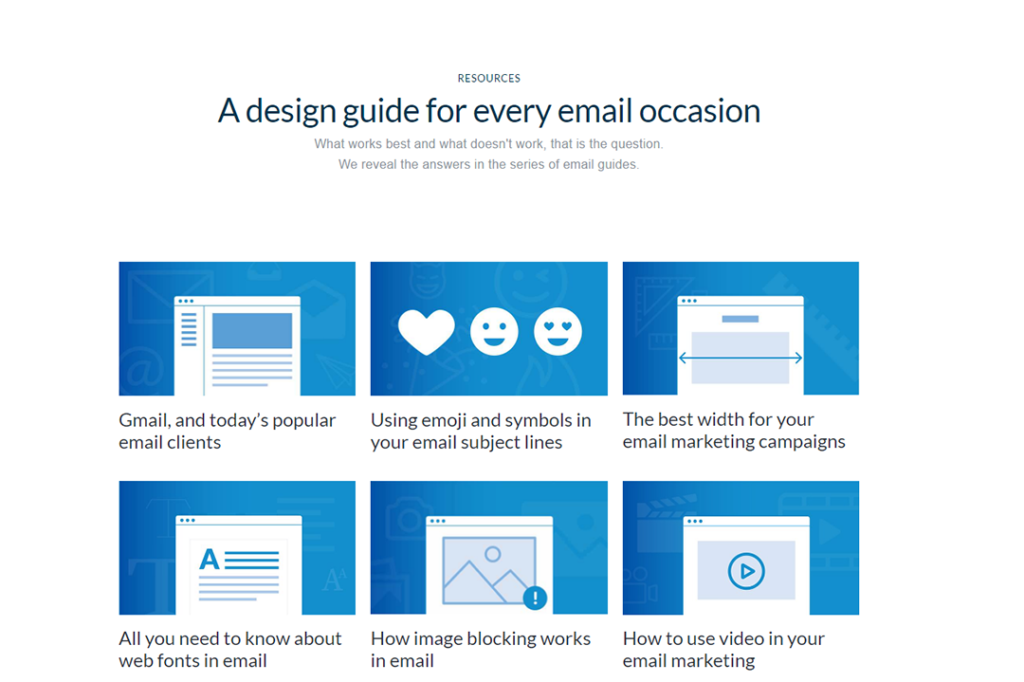 RESOURCES
A design guide for every email occasion
What works best and what doesn't work, that is the question.
We reveal the answers in the series of email guides.
Gmail, and today’s popular
email clients
Using emoji and symbols in
your email subject lines
The best width for your
email marketing campaigns
A
All you need to know about
web fonts in email
!
How image blocking works
in email
How to use video in your
email marketing